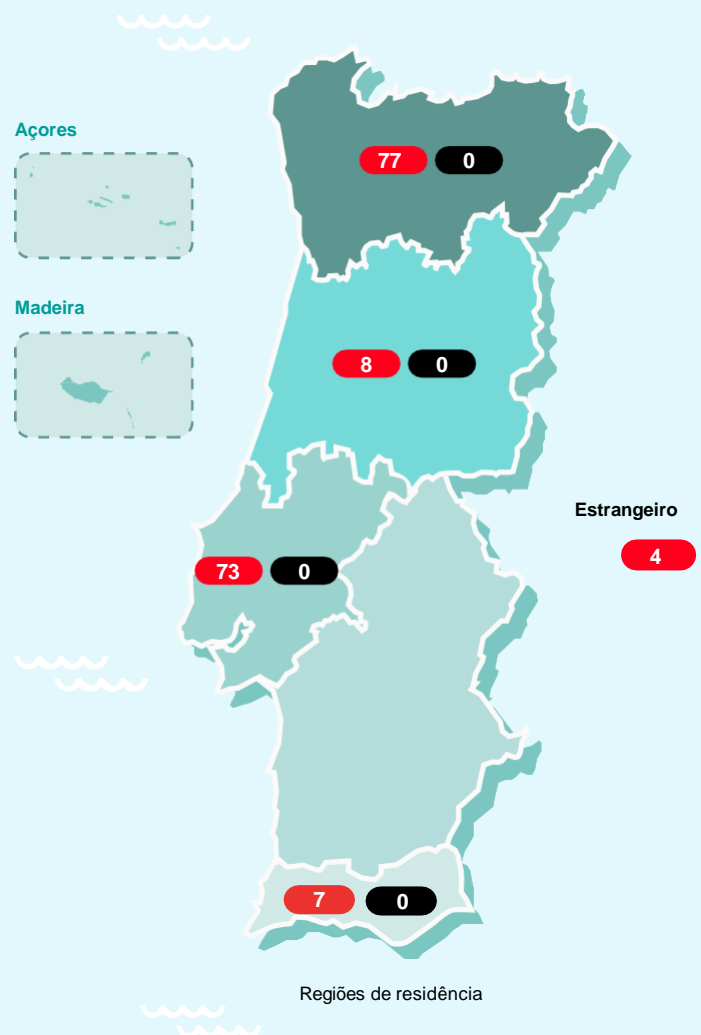 Açores
77 0
Madeira
8 0
Estrangeiro
4
73 0
7 0
Regiões de residência